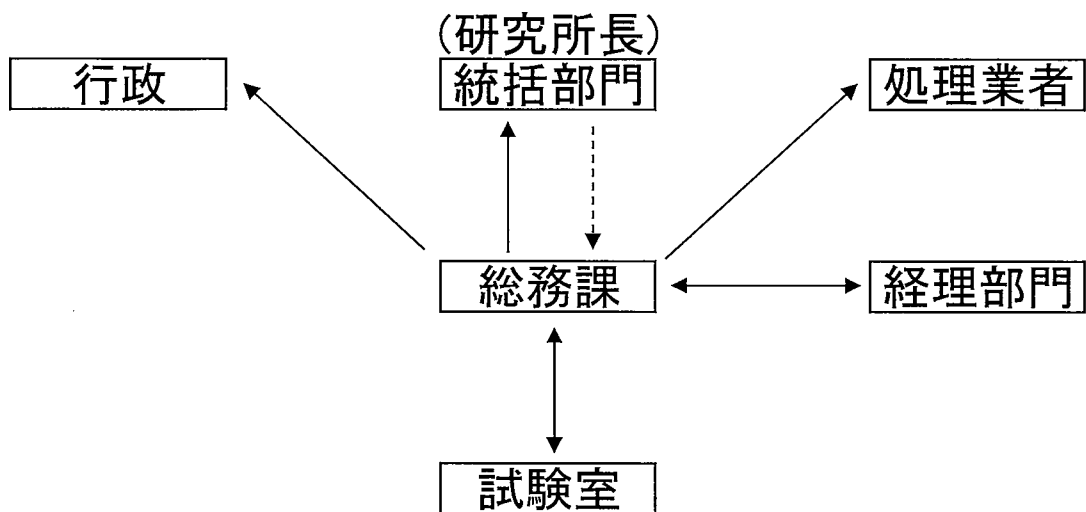 (研究所長)
行政
統括部門
処理業者
総務課
経理部門
試験室